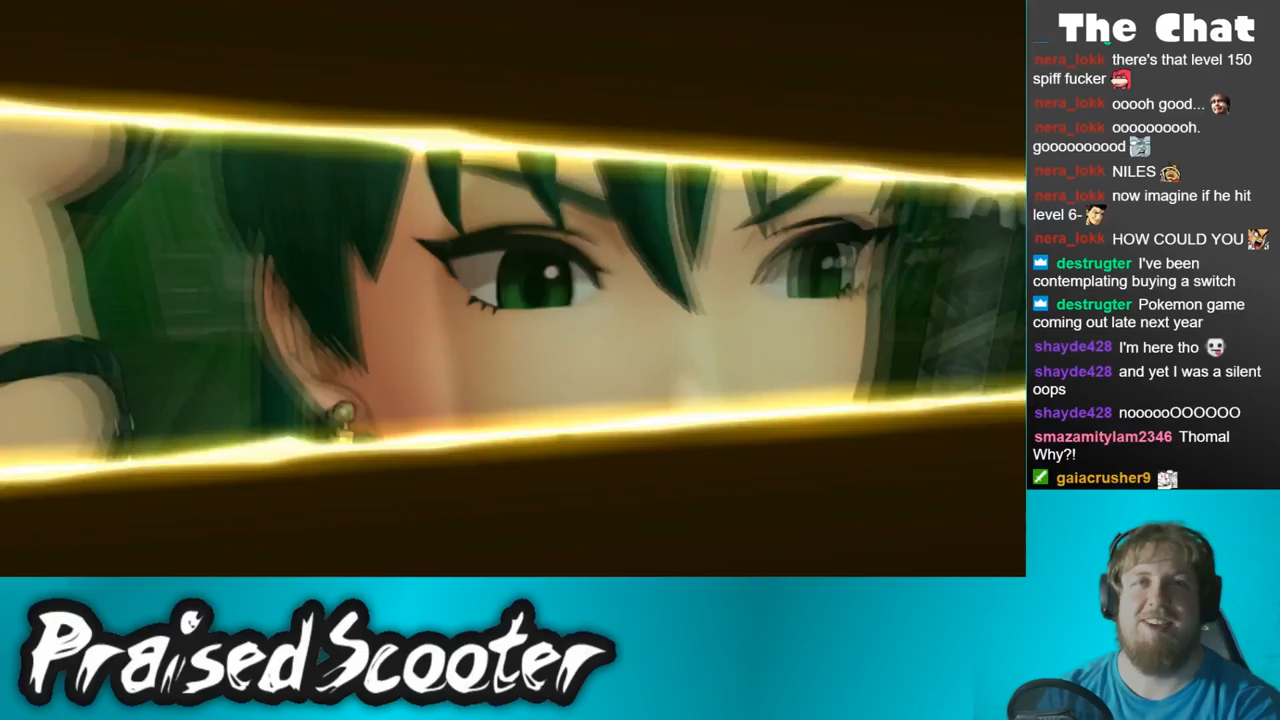 The Chat
nera_lokk there's that level 150
spiff fucker
nera_lokk ooooh good...
nera_lokk oooooooooh.
goooooooood
nera_lokk NILES
nera_lokk now imagine if he hit
level 6-
nera_lokk HOW COULD YOU
destrugter I've been
contemplating buying a switch
destrugter Pokemon game
coming out late next year
shayde428 I'm here tho
shayde428 and yet I was a silent
oops
shayde428 noooooOOOOOO
smazamitylam2346 Thomal
Why?!
gaiacrusher9
PraisedScooter